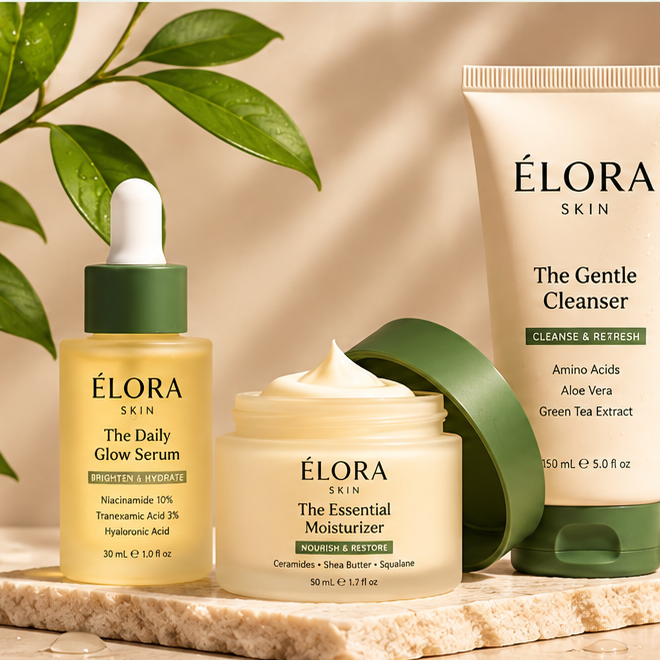 ÉLORA
SKIN
The Daily
Glow Serum
BRIGHTEN & HYDRATE
Niacinamide 10%
Tranexamic Acid 3%
Hyaluronic Acid
30 mL ℮ 1.0 fl oz
ÉLORA
SKIN
The Essential
Moisturizer
NOURISH & RESTORE
Ceramides • Shea Butter • Squalane
50 mL ℮ 1.7 fl oz
ÉLORA
SKIN
The Gentle
Cleanser
CLEANSE & REFRESH
Amino Acids
Aloe Vera
Green Tea Extract
150 mL ℮ 5.0 fl oz